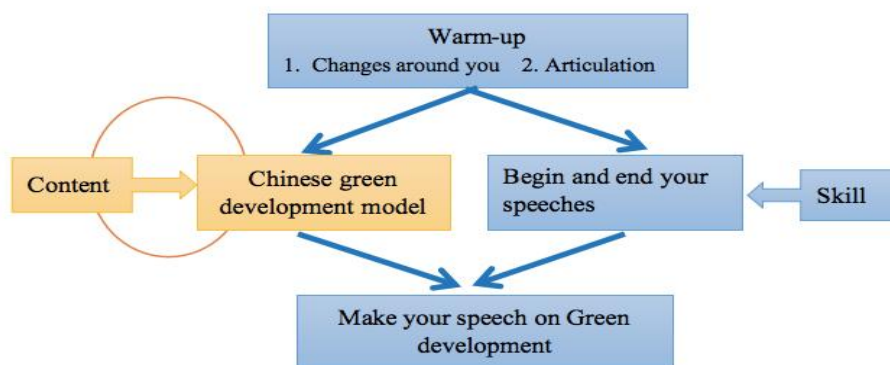 Warm-up
1. Changes around you 2. Articulation
Content
Chinese green
development model
Begin and end your
speeches
Skill
Make your speech on Green
development